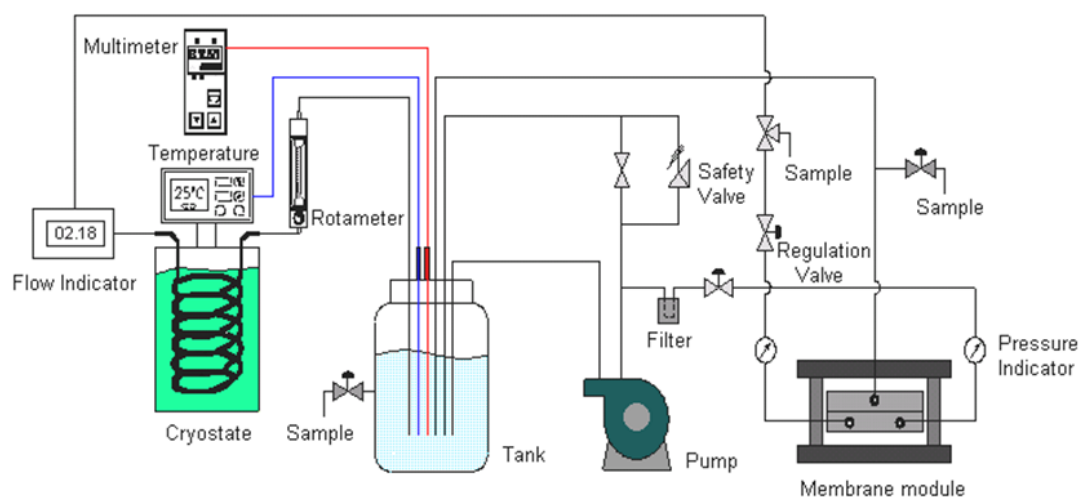 Multimeter
Temperature
25°C
Rotameter
02.18
Flow Indicator
Cryostate
Sample
Tank
Pump
Filter
Safety
Valve
Sample
Sample
Regulation
Valve
Pressure
Indicator
Membrane module